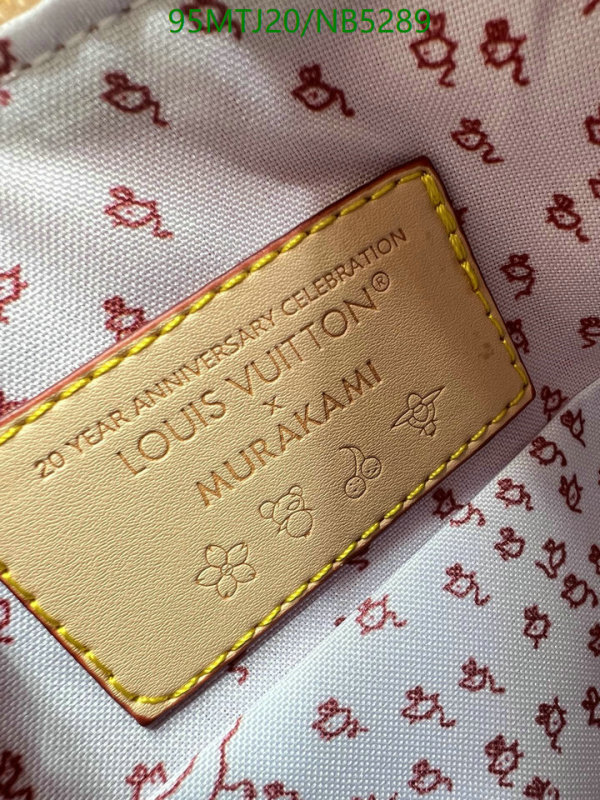 95MTJ20/NB5289
20 YEAR ANNIVERSARY CELEBRATION
LOUIS VUITTON®
×
MURAKAMI